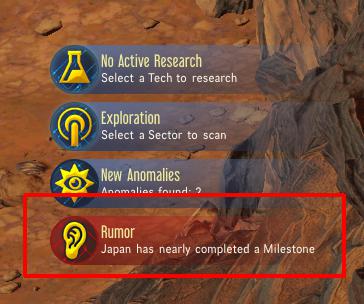 No Active Research
Select a Tech to research
Exploration
Select a Sector to scan
New Anomalies
Anomalies found: 2
Rumor
Japan has nearly completed a Milestone